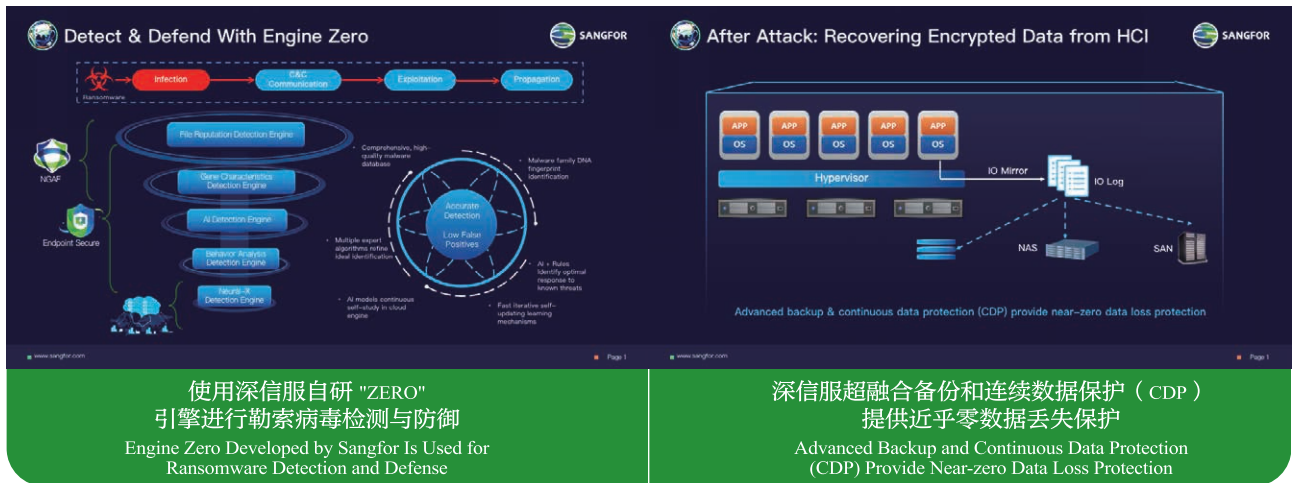 Detect & Defend With Engine Zero
SANGFOR
Ransomware
Infection
C&C
Communication
Exploitation
Propagation
File Reputation Detection Engine
Gene Characteristics
Detection Engine
AI Detection Engine
Behavior Analysis
Detection Engine
Neuro-X
Detection Engine
NGAF
Endpoint Secure
Comprehensive, high-
quality malware
database
Malware family DNA
fingerprint
identification
Accurate
Detection
Low False
Positives
Multiple expert
algorithms refine
ideal identification
AI + Rules
Identify optimal
response to
known threats
AI models continuous
self-study in cloud
engine
Fast iterative self-
updating learning
mechanisms
www.sangfor.com
Page 1
After Attack: Recovering Encrypted Data from HCI
SANGFOR
APP APP APP APP APP
OS OS OS OS OS
Hypervisor
IO Mirror
IO Log
NAS
SAN
Advanced backup & continuous data protection (CDP) provide near-zero data loss protection
www.sangfor.com
Page 1
使用深信服自研 "ZERO"
引擎进行勒索病毒检测与防御
Engine Zero Developed by Sangfor Is Used for
Ransomware Detection and Defense
深信服超融合备份和连续数据保护（CDP）
提供近乎零数据丢失保护
Advanced Backup and Continuous Data Protection
(CDP) Provide Near-zero Data Loss Protection